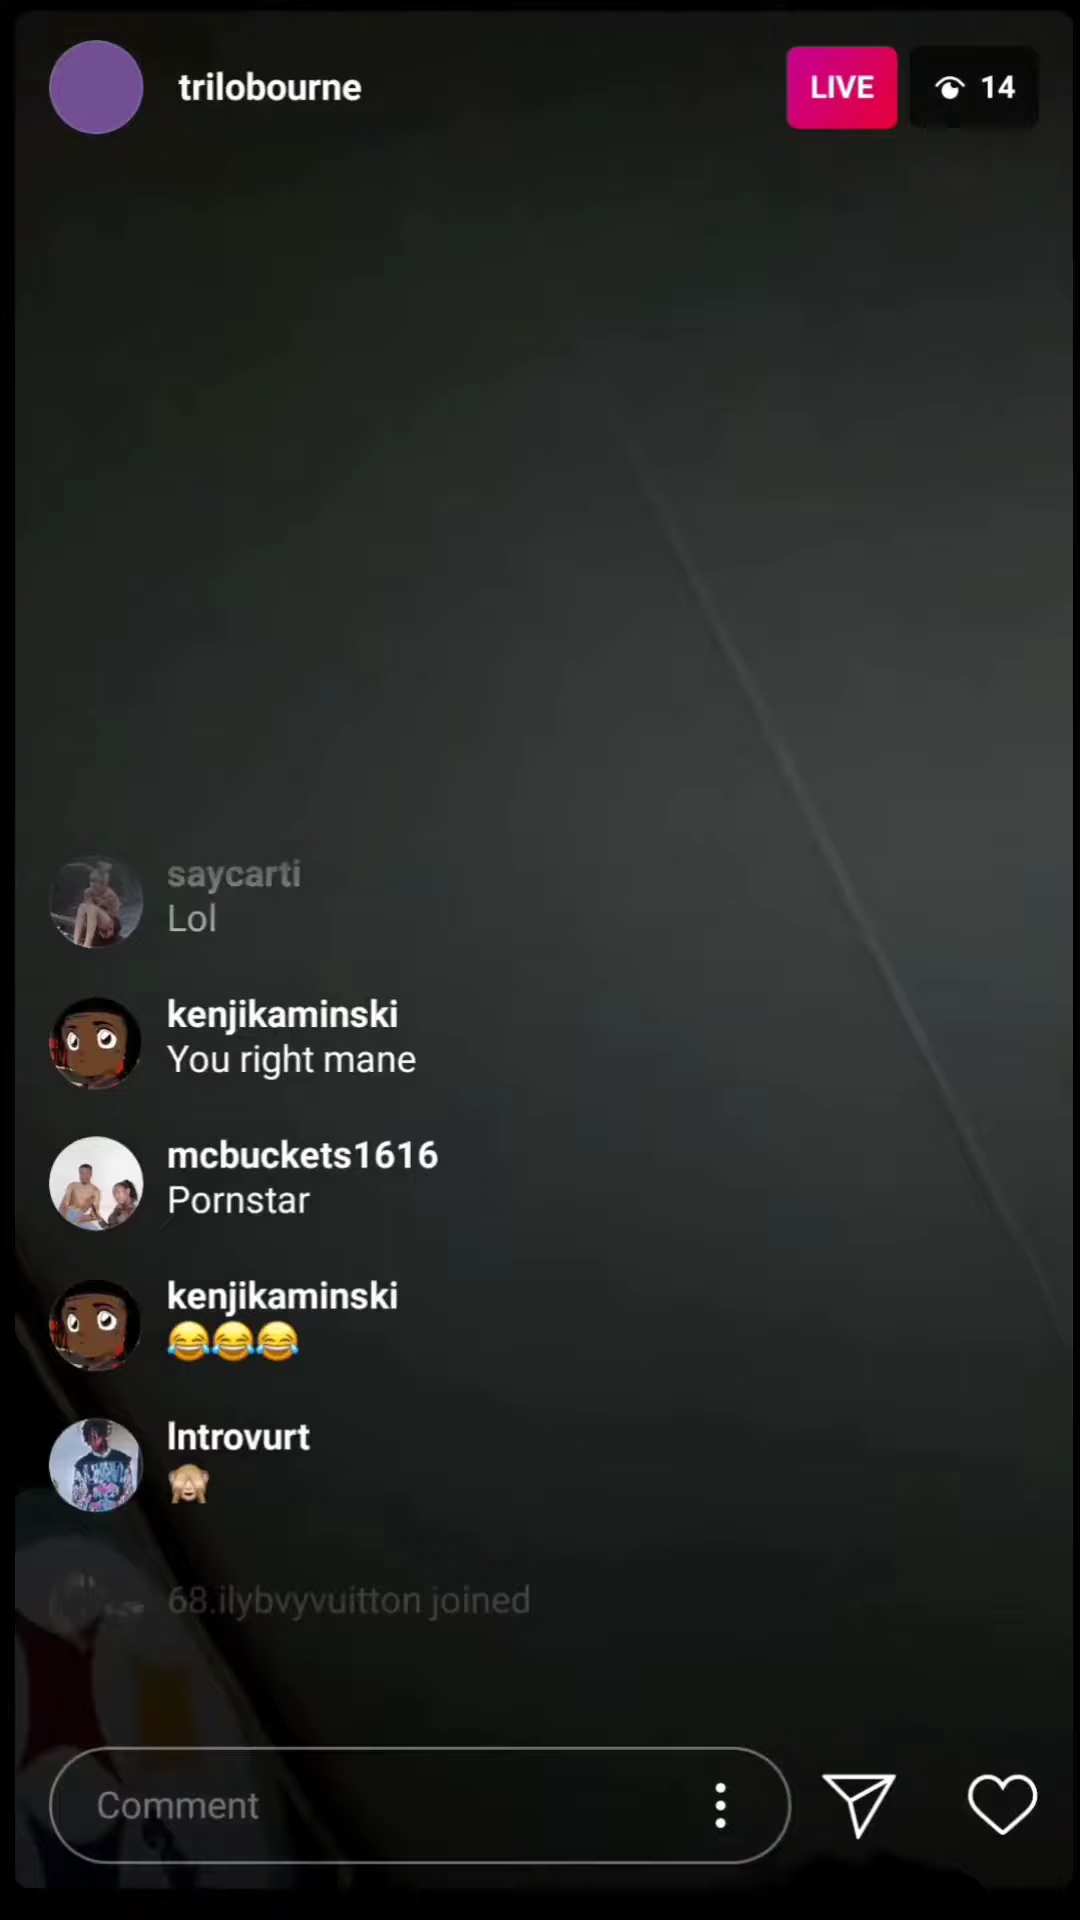 trilobourne
LIVE
14
saycarti
Lol
kenjikaminski
You right mane
mcbuckets1616
Pornstar
kenjikaminski
😂😂😂
Introvurt
🙈
68.ilybvyvuitton joined
Comment